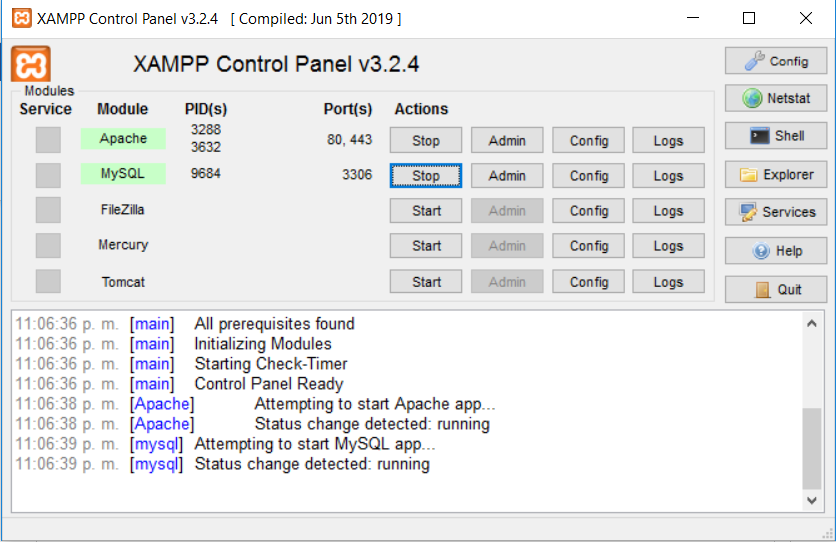 XAMPP Control Panel v3.2.4 [ Compiled: Jun 5th 2019 ]
XAMPP Control Panel v3.2.4
Config
Modules
Service Module PID(s) Port(s) Actions
Netstat
Apache 3288 3632 80, 443 Stop Admin Config Logs
Shell
MySQL 9684 3306 Stop Admin Config Logs
Explorer
FileZilla Start Admin Config Logs
Services
Mercury Start Admin Config Logs
Help
Tomcat Start Admin Config Logs
Quit
11:06:36 p. m. [main] All prerequisites found
11:06:36 p. m. [main] Initializing Modules
11:06:36 p. m. [main] Starting Check-Timer
11:06:36 p. m. [main] Control Panel Ready
11:06:38 p. m. [Apache] Attempting to start Apache app...
11:06:38 p. m. [Apache] Status change detected: running
11:06:39 p. m. [mysql] Attempting to start MySQL app...
11:06:39 p. m. [mysql] Status change detected: running